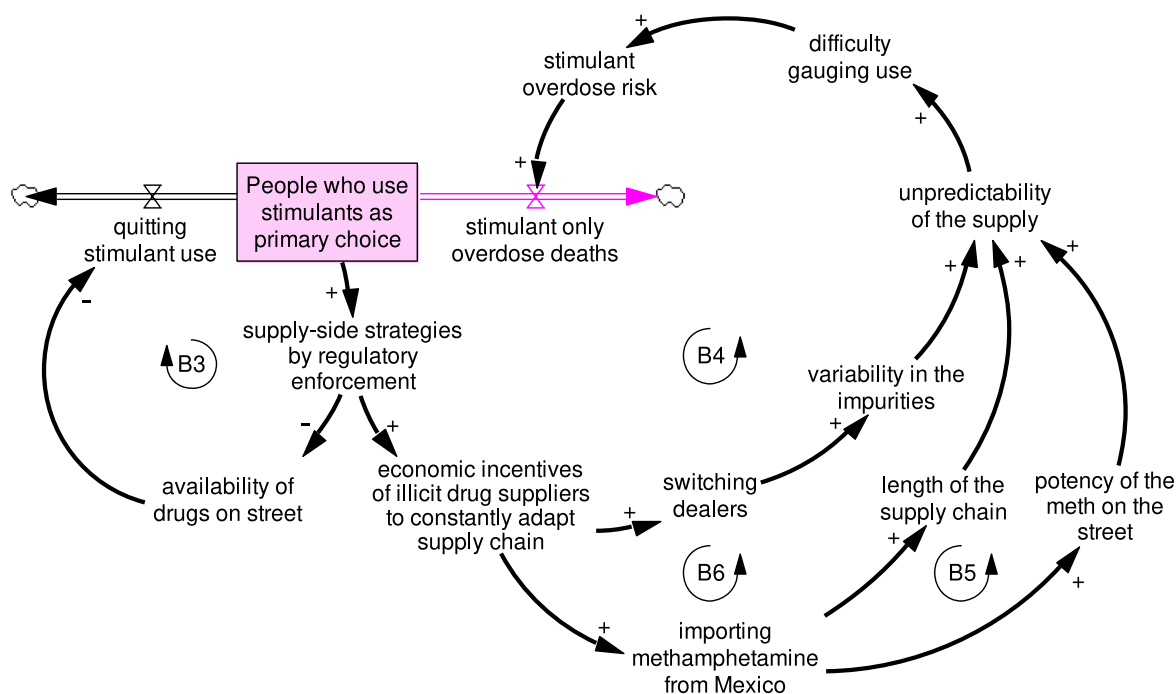 difficulty
gauging use
+
stimulant
overdose risk
+
+
People who use
stimulants as
primary choice
quitting
stimulant use
stimulant only
overdose deaths
unpredictability
of the supply
+
+
+
+
-
supply-side strategies
by regulatory
enforcement
B3
B4
-
+
variability in the
impurities
+
economic incentives
of illicit drug suppliers
to constantly adapt
supply chain
availability of
drugs on street
switching
dealers
+
length of the
supply chain
+
potency of the
meth on the
street
+
B6
B5
+
importing
methamphetamine
from Mexico